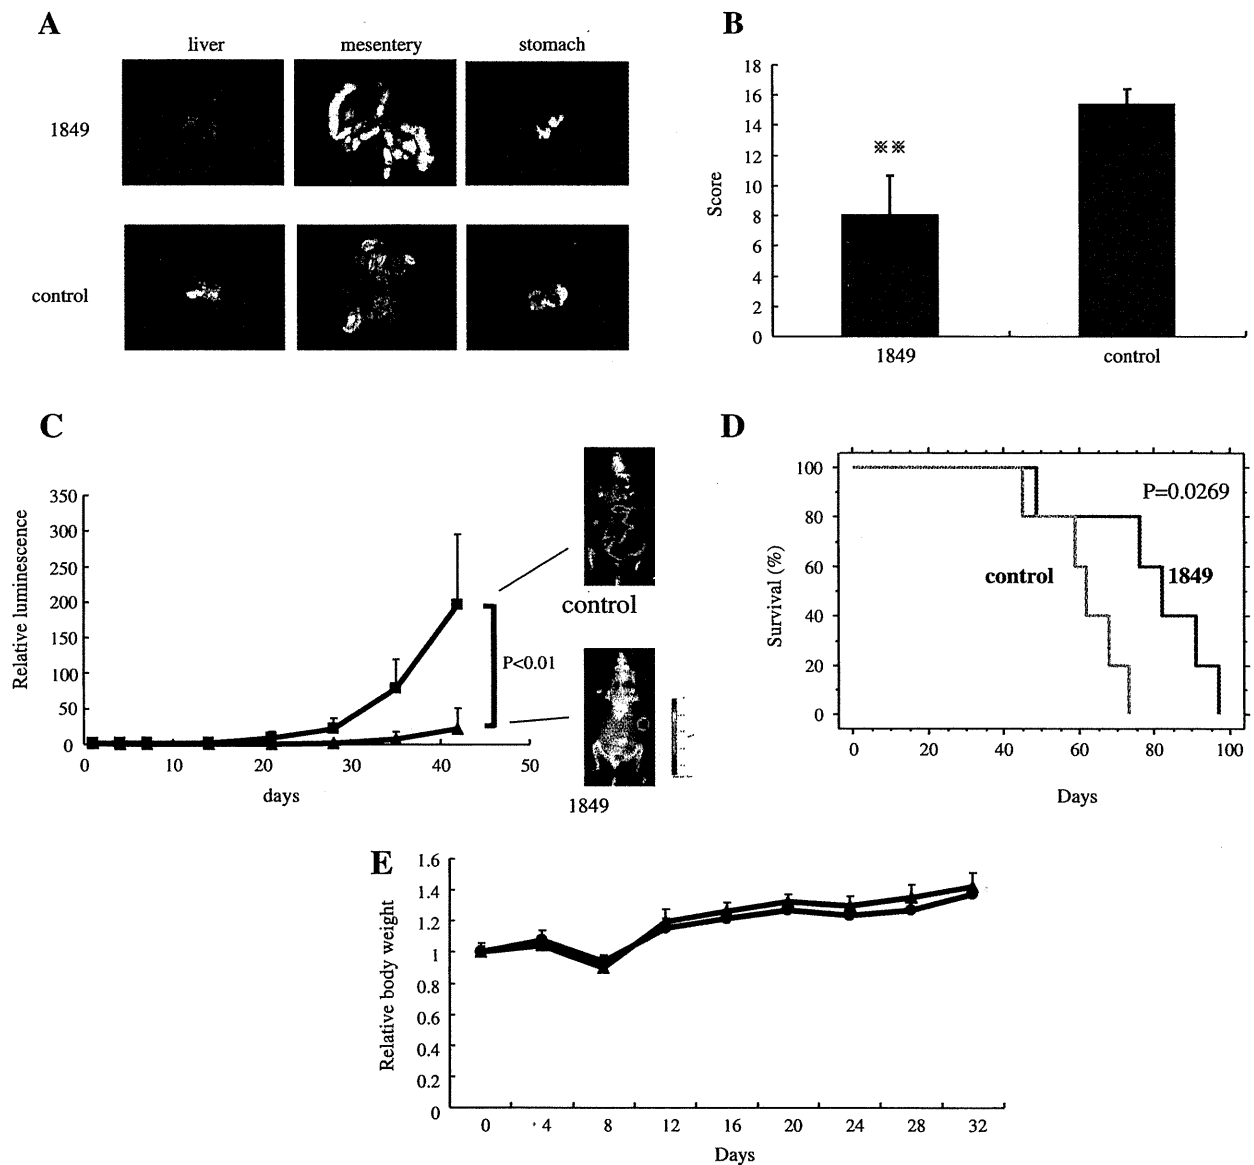 A
liver mesentery stomach
1849
control
B
Score
18
16
14
12
10
8
6
4
2
0
※※
1849 control
C
Relative luminescence
350
300
250
200
150
100
50
0
0 10 20 30 40 50
days
P<0.01
control
1849
D
Survival (%)
100
80
60
40
20
0
P=0.0269
control 1849
0 20 40 60 80 100
Days
E
Relative body weight
1.6
1.4
1.2
1
0.8
0.6
0.4
0.2
0
0 4 8 12 16 20 24 28 32
Days